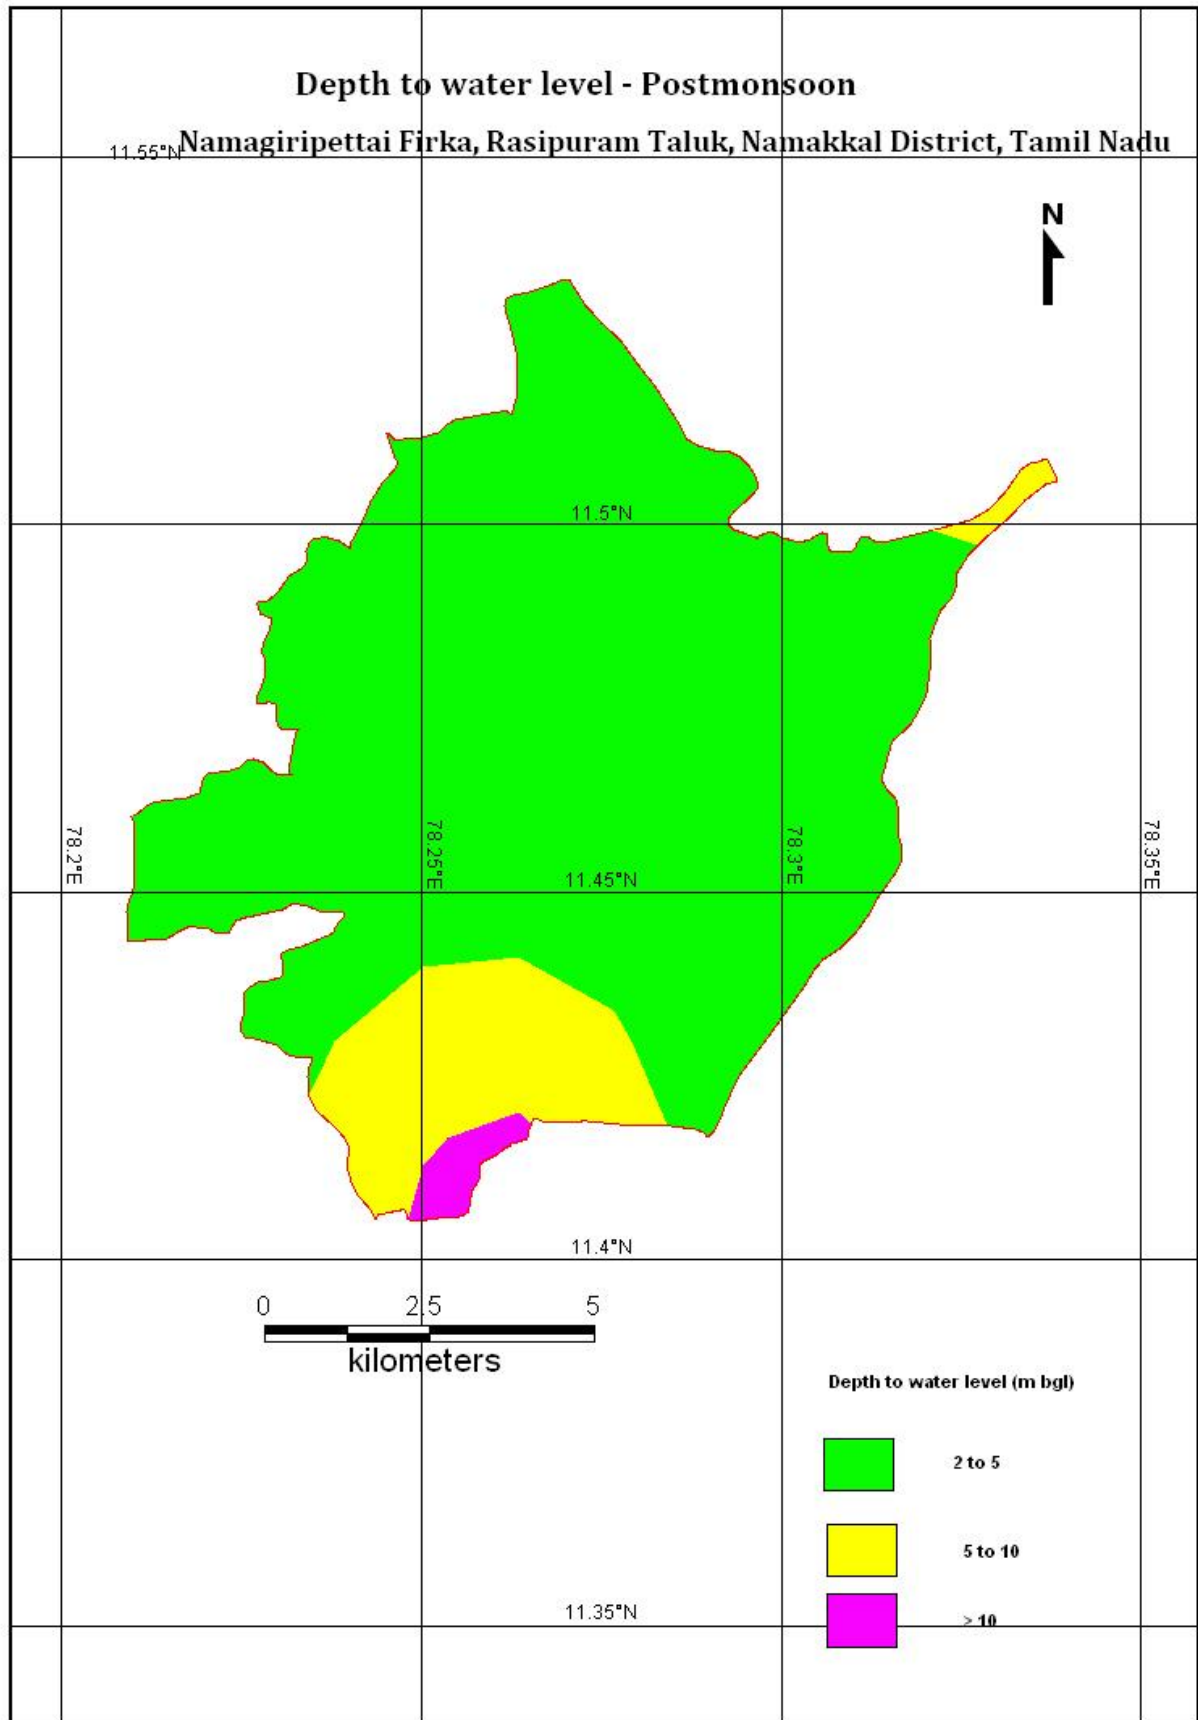 Depth to water level - Postmonsoon
Namagiripettai Firka, Rasipuram Taluk, Namakkal District, Tamil Nadu
11.55°N
N
11.5°N
78.2°E
78.25°E
78.3°E
78.35°E
11.45°N
11.4°N
0 2.5 5
kilometers
Depth to water level (m bgl)
2 to 5
5 to 10
11.35°N
> 10